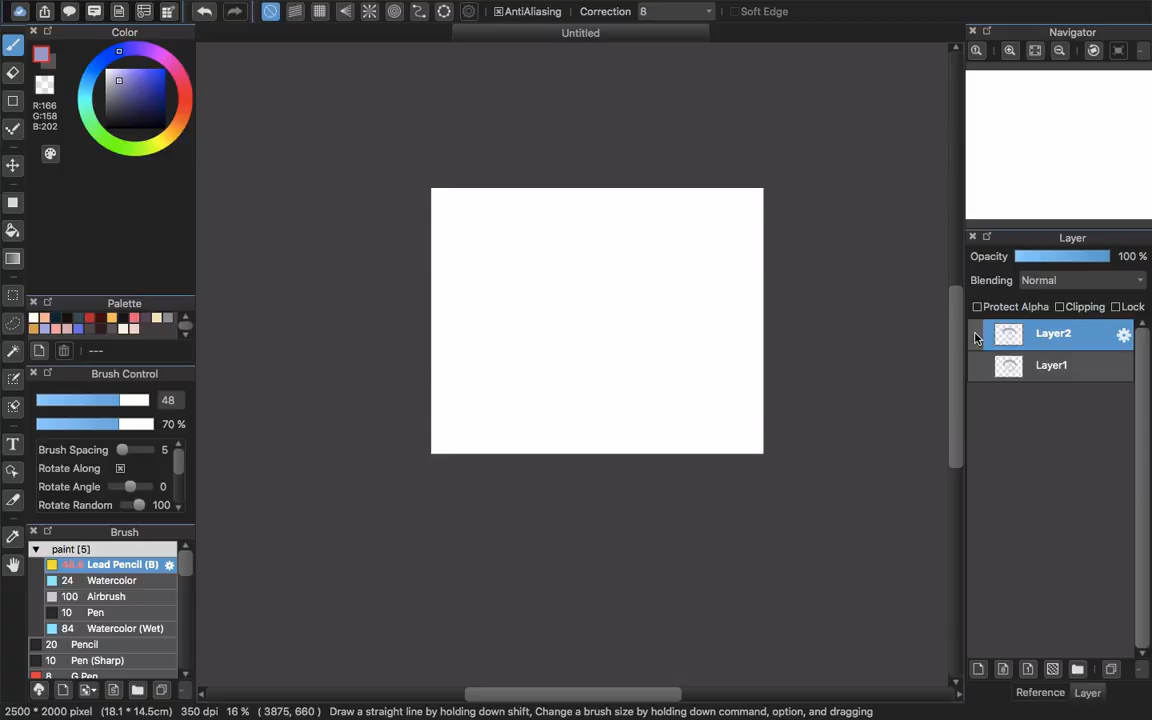 AntiAliasing Correction 8 Soft Edge
Color
Untitled
Navigator
R:166
G:158
B:202
Layer
Opacity 100 %
Blending Normal
Protect Alpha Clipping Lock
Layer2
Layer1
Palette
---
Brush Control
48
70 %
Brush Spacing 5
Rotate Along
Rotate Angle 0
Rotate Random 100
Brush
paint [5]
48.6 Lead Pencil (B)
24 Watercolor
100 Airbrush
10 Pen
84 Watercolor (Wet)
20 Pencil
10 Pen (Sharp)
8 G Pen
Reference Layer
2500 * 2000 pixel (18.1 * 14.5cm) 350 dpi 16 % ( 3875, 660 ) Draw a straight line by holding down shift, Change a brush size by holding down command, option, and dragging